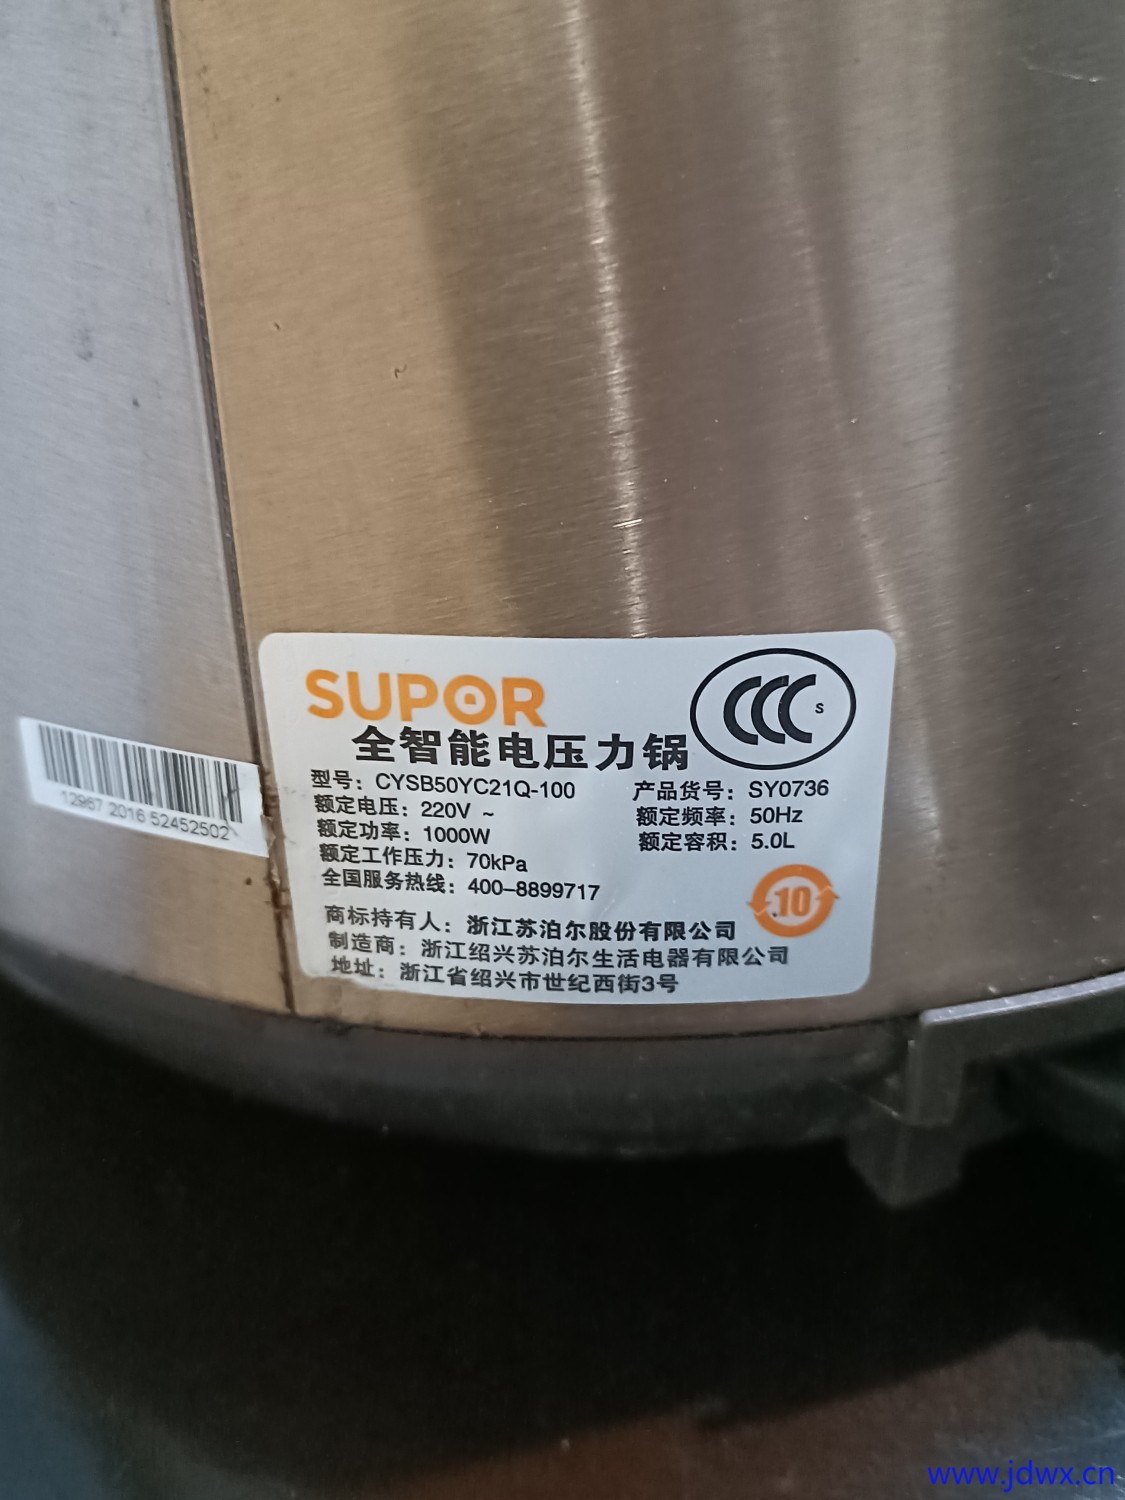 SUPOR
CCC S
全智能电压力锅
型号：CYSB50YC21Q-100 产品货号：SY0736
额定电压：220V ~ 额定频率：50Hz
额定功率：1000W 额定容积：5.0L
额定工作压力：70kPa
全国服务热线：400-8899717
10
商标持有人：浙江苏泊尔股份有限公司
制造商：浙江绍兴苏泊尔生活电器有限公司
地址：浙江省绍兴市世纪西街3号
12967 2016 52452502
www.jdwx.cn